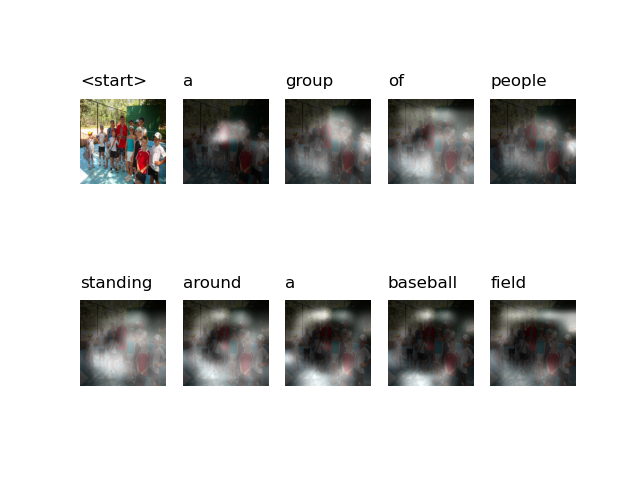 <start> a group of people
standing around a baseball field